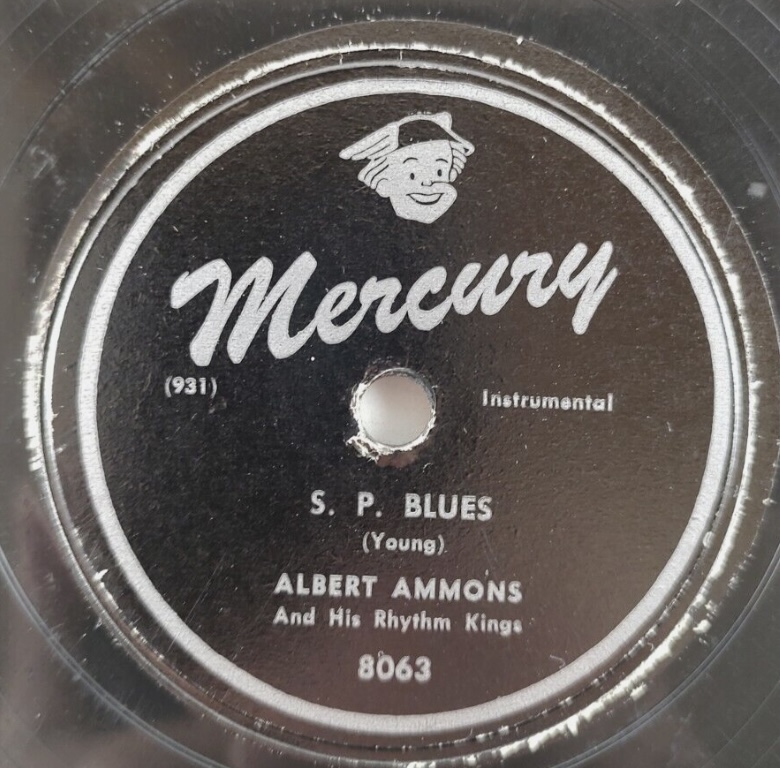 Mercury
(931)
Instrumental
S. P. BLUES
(Young)
ALBERT AMMONS
And His Rhythm Kings
8063